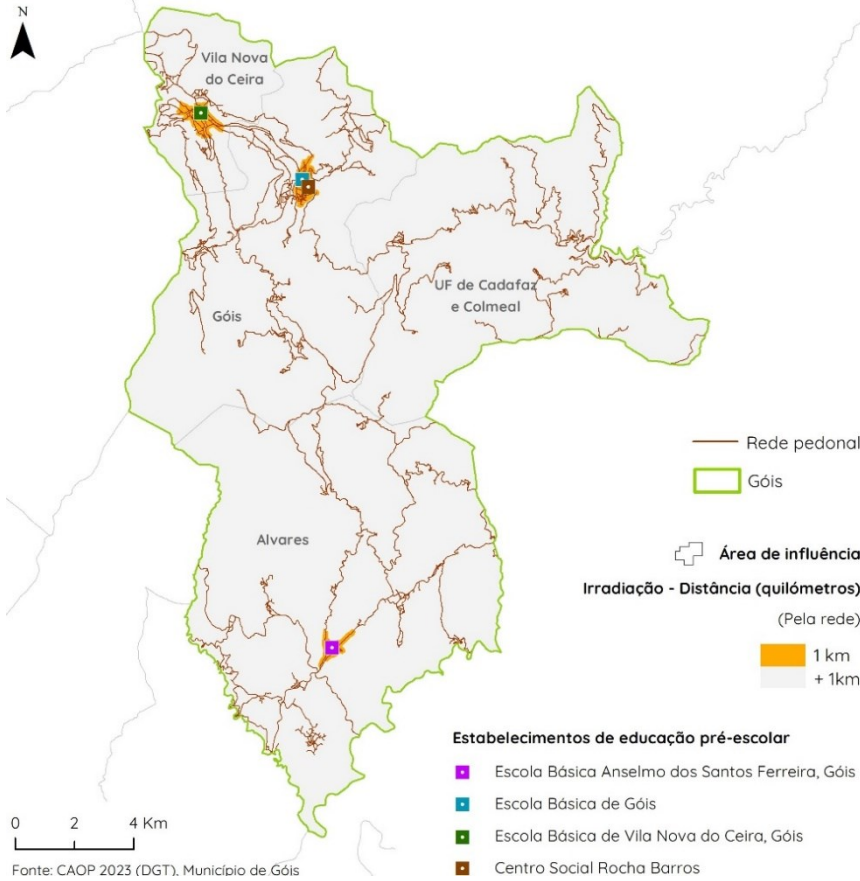 N
Vila Nova
do Ceira
UF de Cadafaz
e Colmeal
Góis
Alvares
Rede pedonal
Góis
Área de influência
Irradiação - Distância (quilómetros)
(Pela rede)
1 km
+ 1km
Estabelecimentos de educação pré-escolar
Escola Básica Anselmo dos Santos Ferreira, Góis
Escola Básica de Góis
Escola Básica de Vila Nova do Ceira, Góis
Centro Social Rocha Barros
0 2 4 Km
Fonte: CAOP 2023 (DGT), Município de Góis